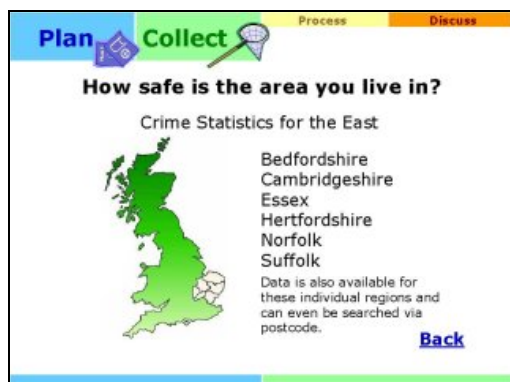 Process
Discuss
Plan
Collect
How safe is the area you live in?
Crime Statistics for the East
Bedfordshire
Cambridgeshire
Essex
Hertfordshire
Norfolk
Suffolk
Data is also available for
these individual regions and
can even be searched via
postcode.
Back